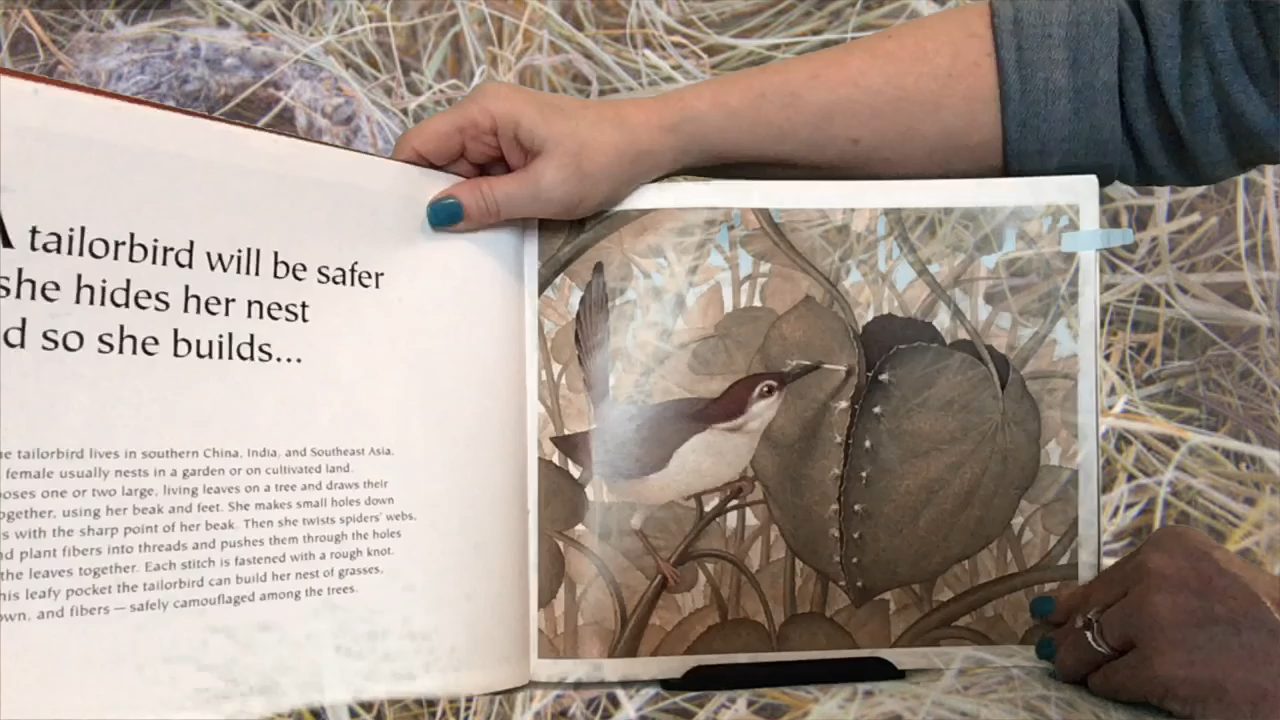 A tailorbird will be safer
she hides her nest
d so she builds...
e tailorbird lives in southern China, India, and Southeast Asia.
female usually nests in a garden or on cultivated land.
oses one or two large, living leaves on a tree and draws their
ogether, using her beak and feet. She makes small holes down
s with the sharp point of her beak. Then she twists spiders' webs,
nd plant fibers into threads and pushes them through the holes
the leaves together. Each stitch is fastened with a rough knot.
his leafy pocket the tailorbird can build her nest of grasses,
own, and fibers — safely camouflaged among the trees.